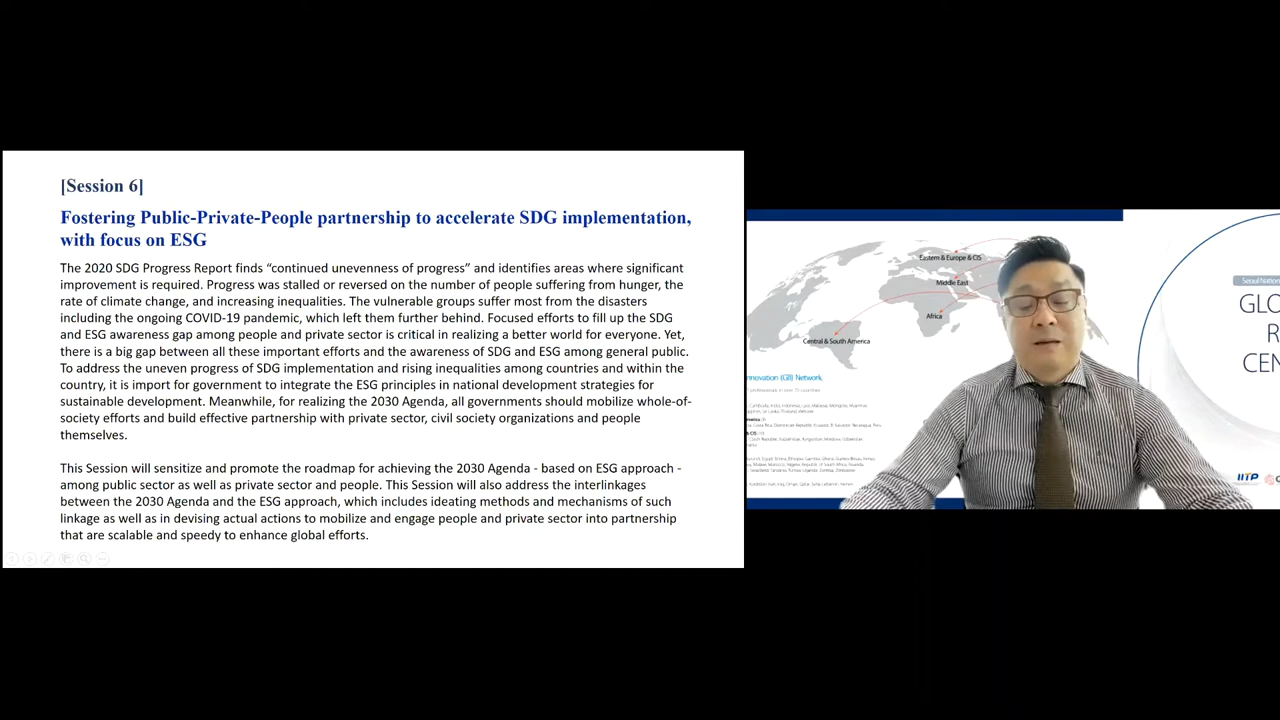 [Session 6]
Fostering Public-Private-People partnership to accelerate SDG implementation,
with focus on ESG
The 2020 SDG Progress Report finds “continued unevenness of progress” and identifies areas where significant
improvement is required. Progress was stalled or reversed on the number of people suffering from hunger, the
rate of climate change, and increasing inequalities. The vulnerable groups suffer most from the disasters
including the ongoing COVID-19 pandemic, which left them further behind. Focused efforts to fill up the SDG
and ESG awareness gap among people and private sector is critical in realizing a better world for everyone. Yet,
there is a big gap between all these important efforts and the awareness of SDG and ESG among general public.
To address the uneven progress of SDG implementation and rising inequalities among countries and within the
country, it is import for government to integrate the ESG principles in national development strategies for
sustainable development. Meanwhile, for realizing the 2030 Agenda, all governments should mobilize whole-of-
society efforts and build effective partnership with private sector, civil society organizations and people
themselves.
This Session will sensitize and promote the roadmap for achieving the 2030 Agenda - based on ESG approach -
among public sector as well as private sector and people. This Session will also address the interlinkages
between the 2030 Agenda and the ESG approach, which includes ideating methods and mechanisms of such
linkage as well as in devising actual actions to mobilize and engage people and private sector into partnership
that are scalable and speedy to enhance global efforts.
Eastern & Europe & CIS
Middle East
Africa
Central & South America
nnovation (GBI) Network
Seoul Nation
GLO
R
CEN
IITP